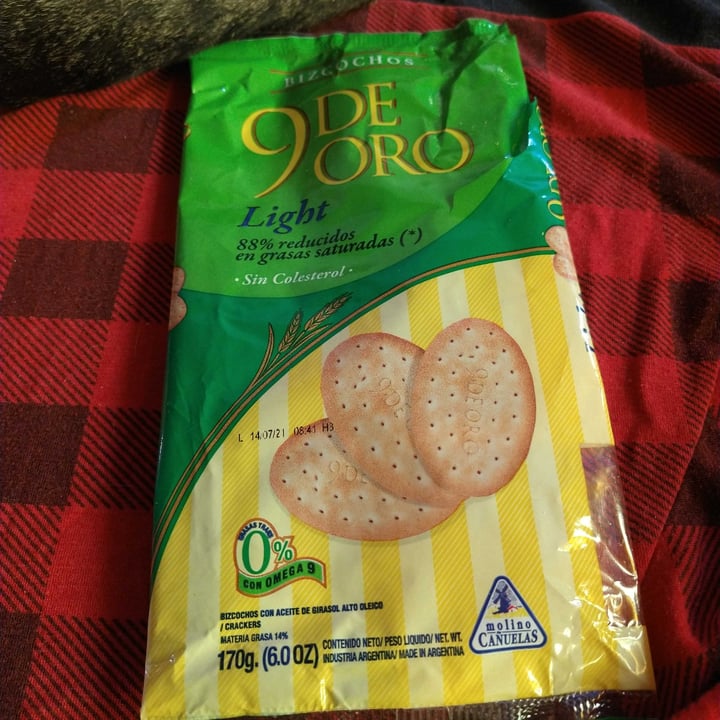 BIZCOCHOS
9 DE ORO
Light
88% reducidos
en grasas saturadas (*)
· Sin Colesterol ·
9 DE ORO
9 DE
9 DE
L 14/07/21 08:41 H3
GRASAS TRANS
0%
CON OMEGA 9
BIZCOCHOS CON ACEITE DE GIRASOL ALTO OLEICO
/ CRACKERS
MATERIA GRASA 14%
170g. (6.0 OZ) CONTENIDO NETO/ PESO LIQUIDO/ NET. WT.
INDUSTRIA ARGENTINA/ MADE IN ARGENTINA
molino
CAÑUELAS